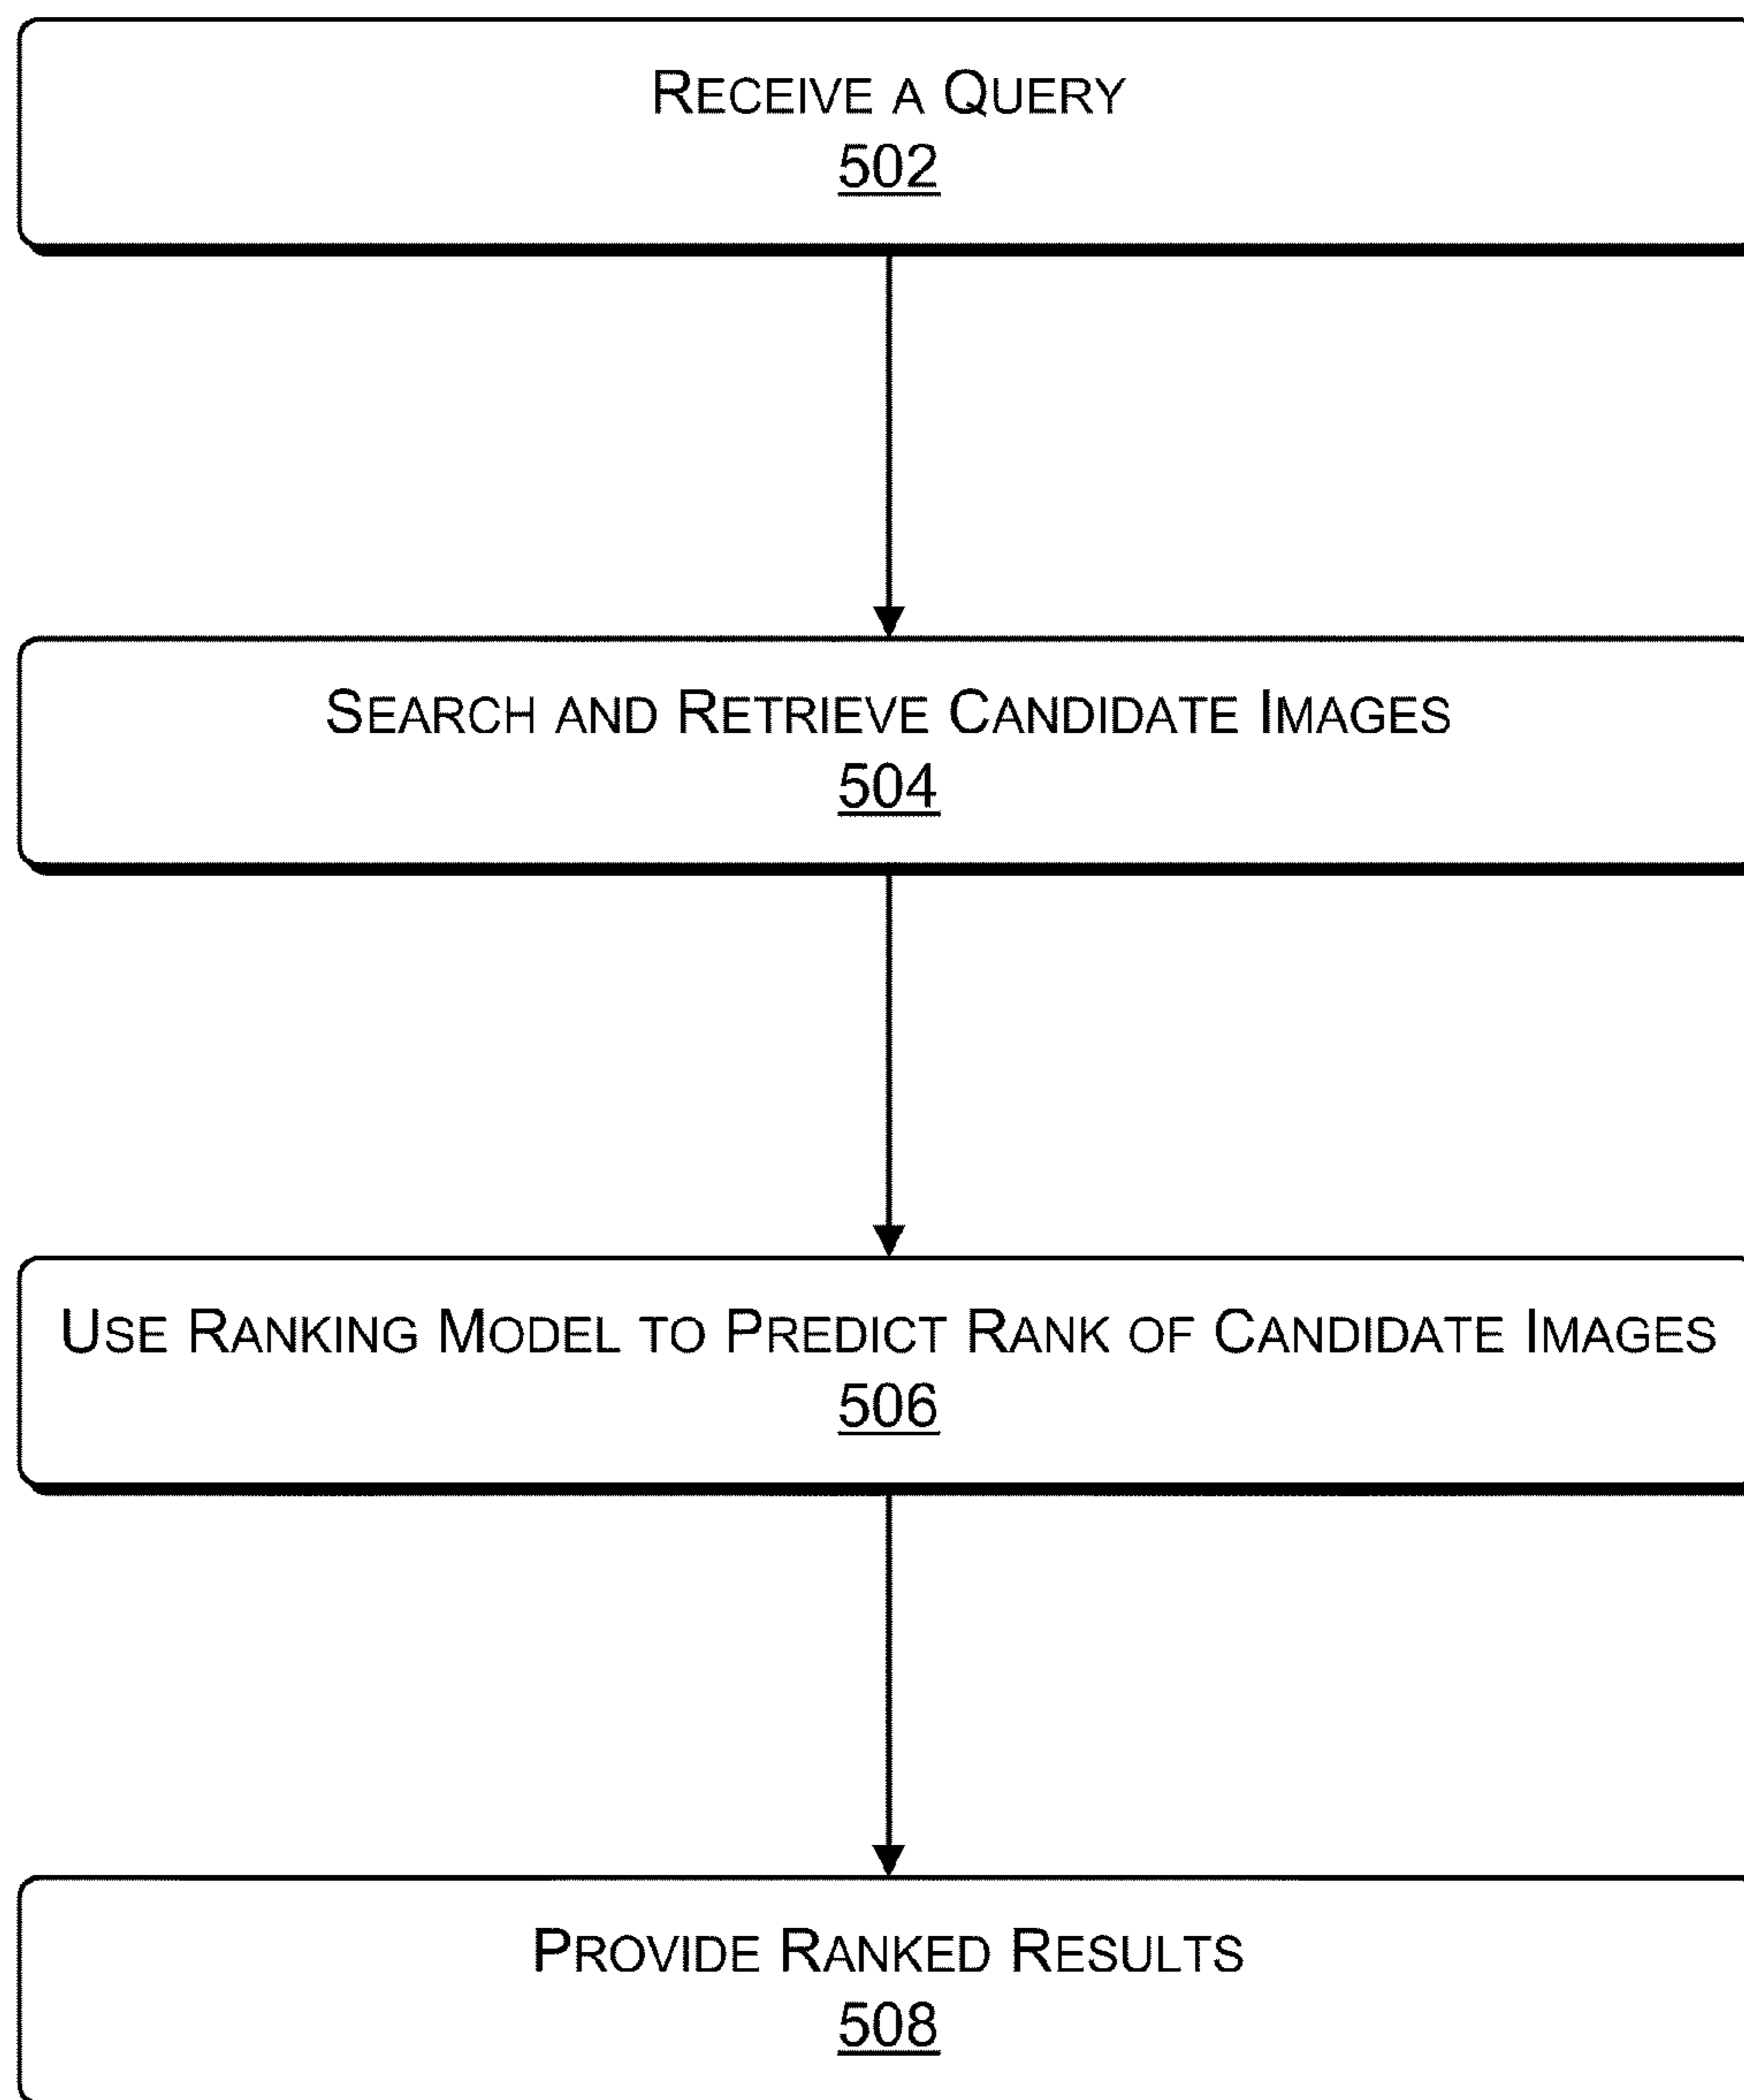 RECEIVE A QUERY
502
SEARCH AND RETRIEVE CANDIDATE IMAGES
504
USE RANKING MODEL TO PREDICT RANK OF CANDIDATE IMAGES
506
PROVIDE RANKED RESULTS
508